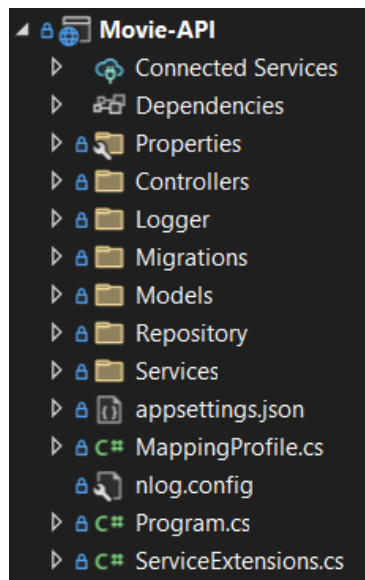 Movie-API
Connected Services
Dependencies
Properties
Controllers
Logger
Migrations
Models
Repository
Services
appsettings.json
C# MappingProfile.cs
nlog.config
C# Program.cs
C# ServiceExtensions.cs